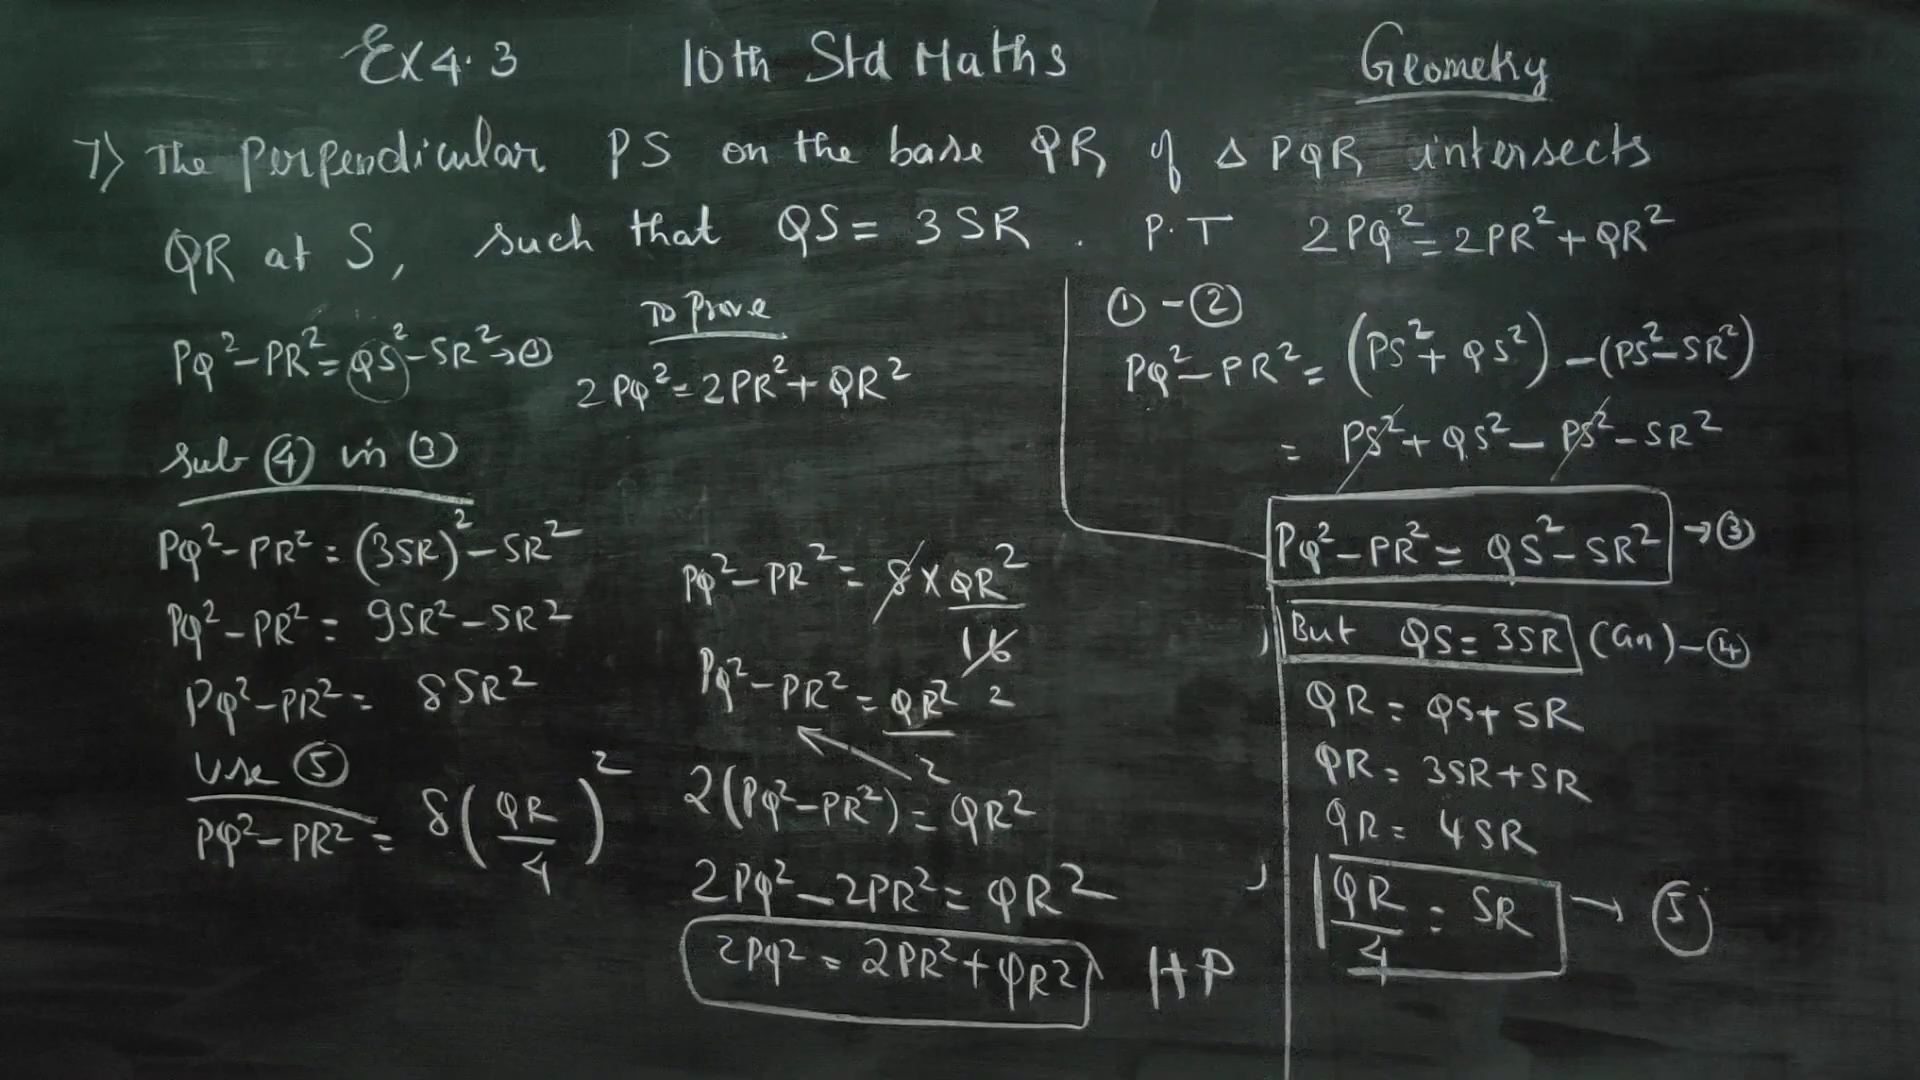 Ex 4.3 10th Std Maths Geometry
7) The perpendicular PS on the base QR of Δ PQR intersects
QR at S, such that QS = 3SR. P.T 2PQ² = 2PR² + QR²
PQ² - PR² = QS² - SR² →③
sub ④ in ③
PQ² - PR² = (3SR)² - SR²
PQ² - PR² = 9SR² - SR²
PQ² - PR² = 8SR²
Use ⑤
PQ² - PR² = 8(QR/4)²
To Prove
2PQ² = 2PR² + QR²
PQ² - PR² = 8 × QR²/16 2
PQ² - PR² = QR²/2
2(PQ² - PR²) = QR²
2PQ² - 2PR² = QR²
2PQ² = 2PR² + QR² HP
① - ②
PQ² - PR² = (PS² + QS²) - (PS² - SR²)
= PS² + QS² - PS² - SR²
PQ² - PR² = QS² - SR² → ③
But QS = 3SR (Gn) - ④
QR = QS + SR
QR = 3SR + SR
QR = 4SR
QR/4 = SR → ⑤